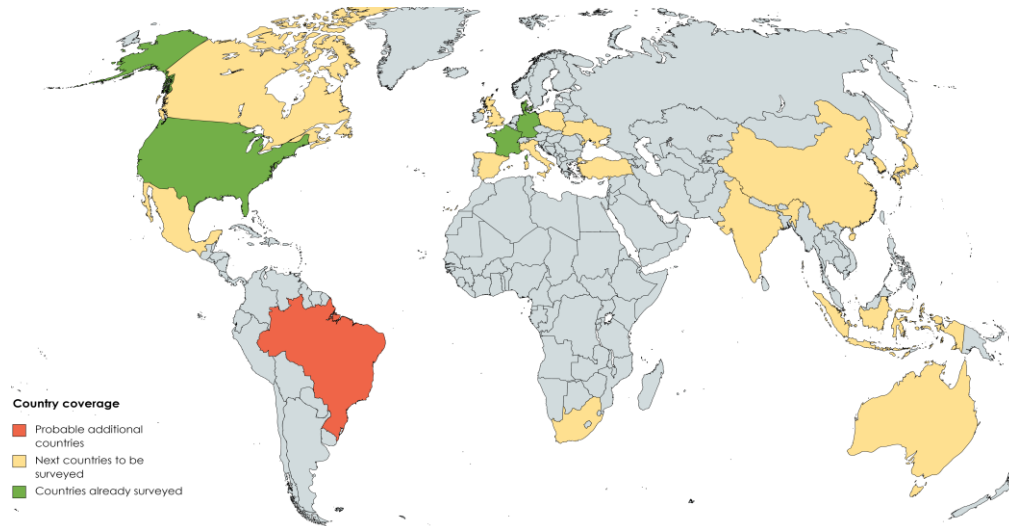 Country coverage
Probable additional
countries
Next countries to be
surveyed
Countries already surveyed